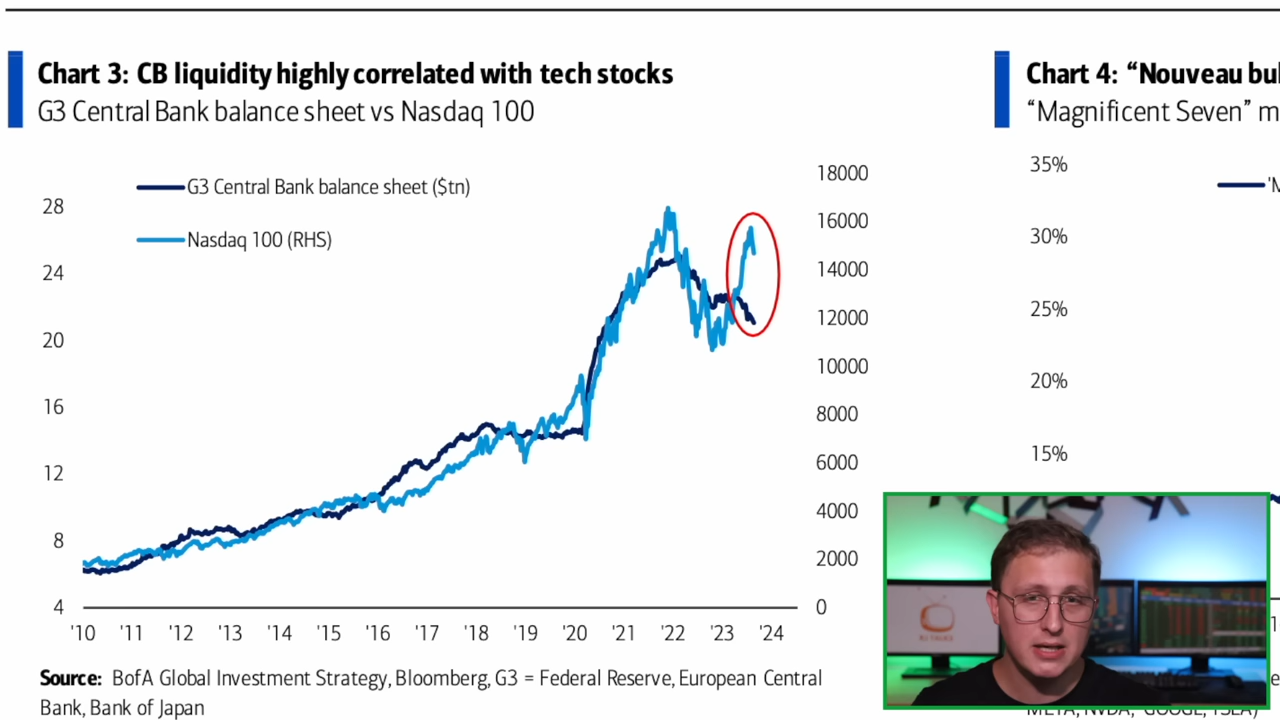 Chart 3: CB liquidity highly correlated with tech stocks
G3 Central Bank balance sheet vs Nasdaq 100
G3 Central Bank balance sheet ($tn)
Nasdaq 100 (RHS)
28
24
20
16
12
8
4
18000
16000
14000
12000
10000
8000
6000
4000
2000
0
'10 '11 '12 '13 '14 '15 '16 '17 '18 '19 '20 '21 '22 '23 '24
Source: BofA Global Investment Strategy, Bloomberg, G3 = Federal Reserve, European Central
Bank, Bank of Japan
Chart 4: “Nouveau bu
“Magnificent Seven” m
'M
35%
30%
25%
20%
15%
META, NVDA, GOOGL, TSLA)